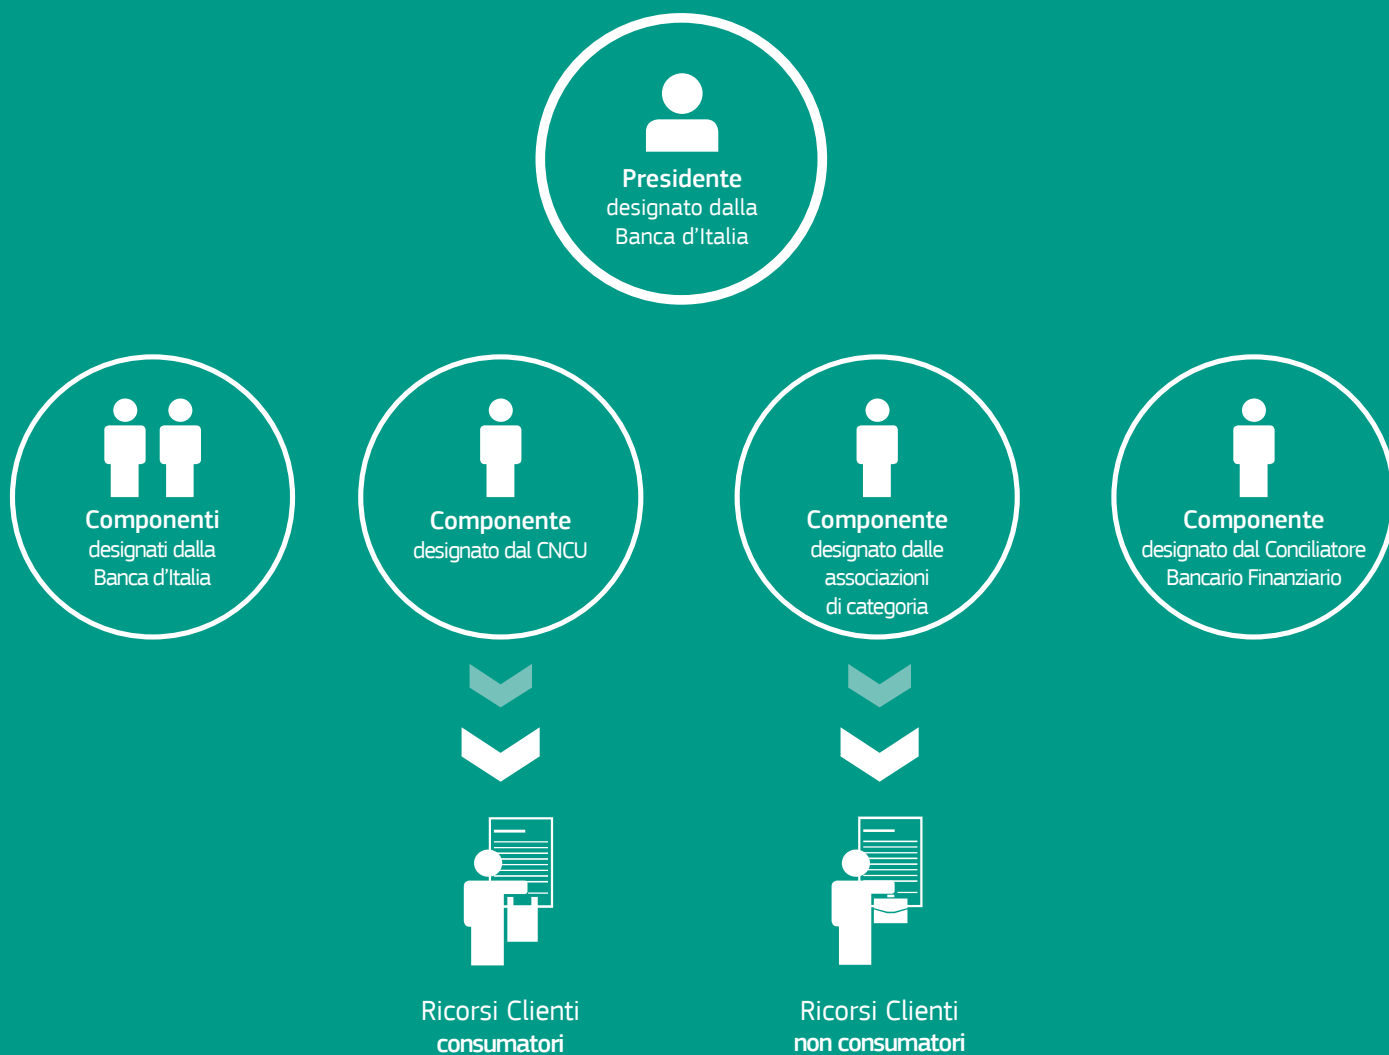 Presidente
designato dalla
Banca d'Italia
Componenti
designati dalla
Banca d'Italia
Componente
designato dal CNCU
Componente
designato dalle
associazioni
di categoria
Componente
designato dal Conciliatore
Bancario Finanziario
Ricorsi Clienti
consumatori
Ricorsi Clienti
non consumatori